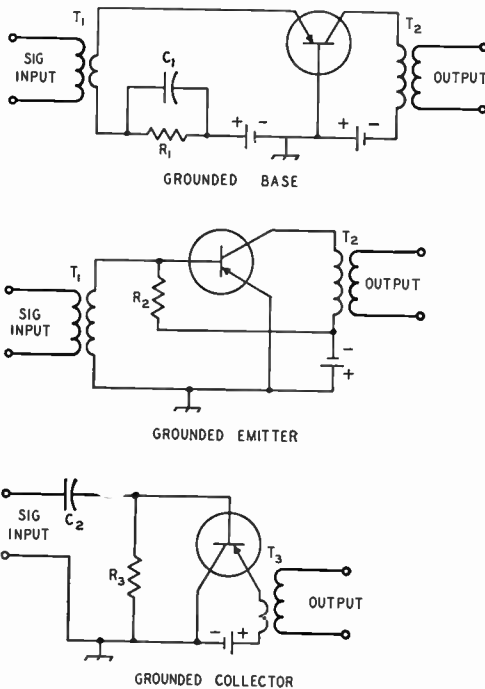 T1
T2
SIG
INPUT
C1
OUTPUT
R1
+ -
+ -
GROUNDED BASE
T1
T2
R2
SIG
INPUT
OUTPUT
-
+
GROUNDED EMITTER
SIG
INPUT
C2
R3
T3
OUTPUT
- +
GROUNDED COLLECTOR